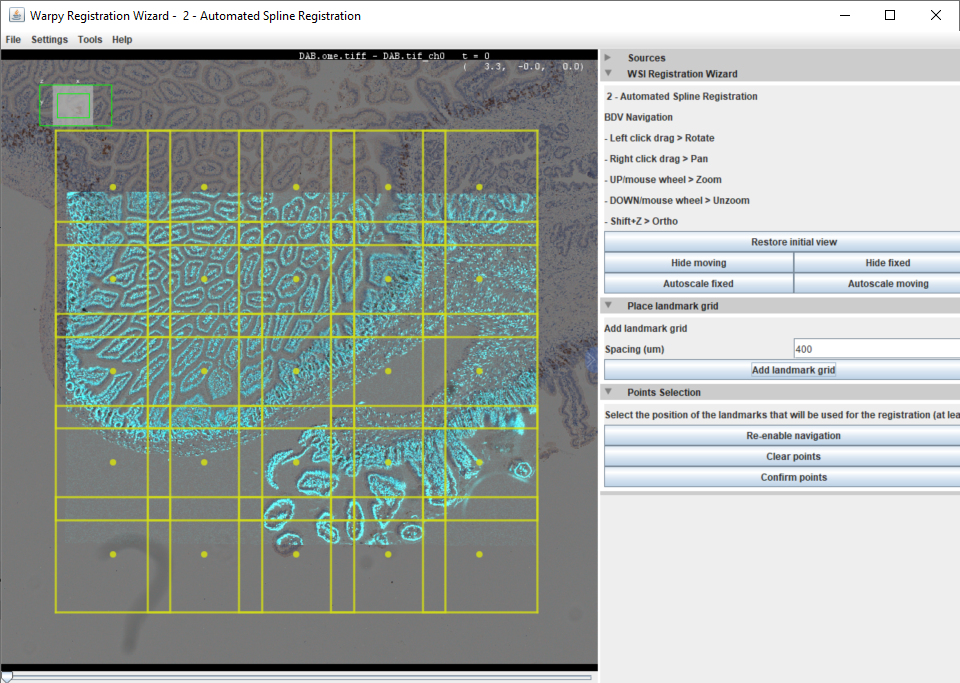 Warpy Registration Wizard - 2 - Automated Spline Registration
File Settings Tools Help
DAB.ome.tiff - DAB.tif_ch0 t = 0
( 3.3, -0.0, 0.0)
Sources
WSI Registration Wizard
2 - Automated Spline Registration
BDV Navigation
- Left click drag > Rotate
- Right click drag > Pan
- UP/mouse wheel > Zoom
- DOWN/mouse wheel > Unzoom
- Shift+Z > Ortho
Restore initial view
Hide moving Hide fixed
Autoscale fixed Autoscale moving
Place landmark grid
Add landmark grid
Spacing (um) 400
Add landmark grid
Points Selection
Select the position of the landmarks that will be used for the registration (at lea
Re-enable navigation
Clear points
Confirm points